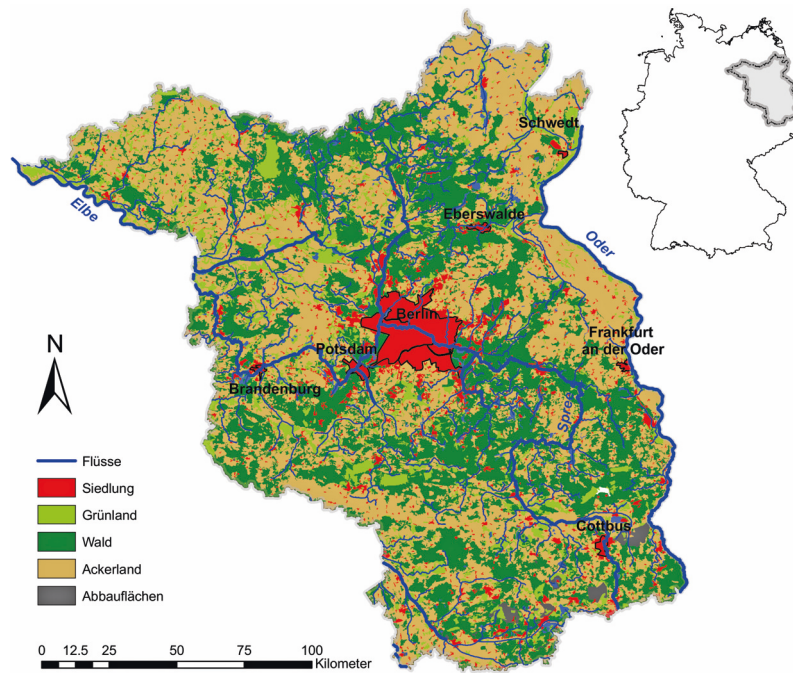 Schwedt
Elbe
Havel
Eberswalde
Oder
Berlin
Frankfurt
an der Oder
Potsdam
Brandenburg
Spree
Cottbus
N
Flüsse
Siedlung
Grünland
Wald
Ackerland
Abbauflächen
0 12.5 25 50 75 100
Kilometer